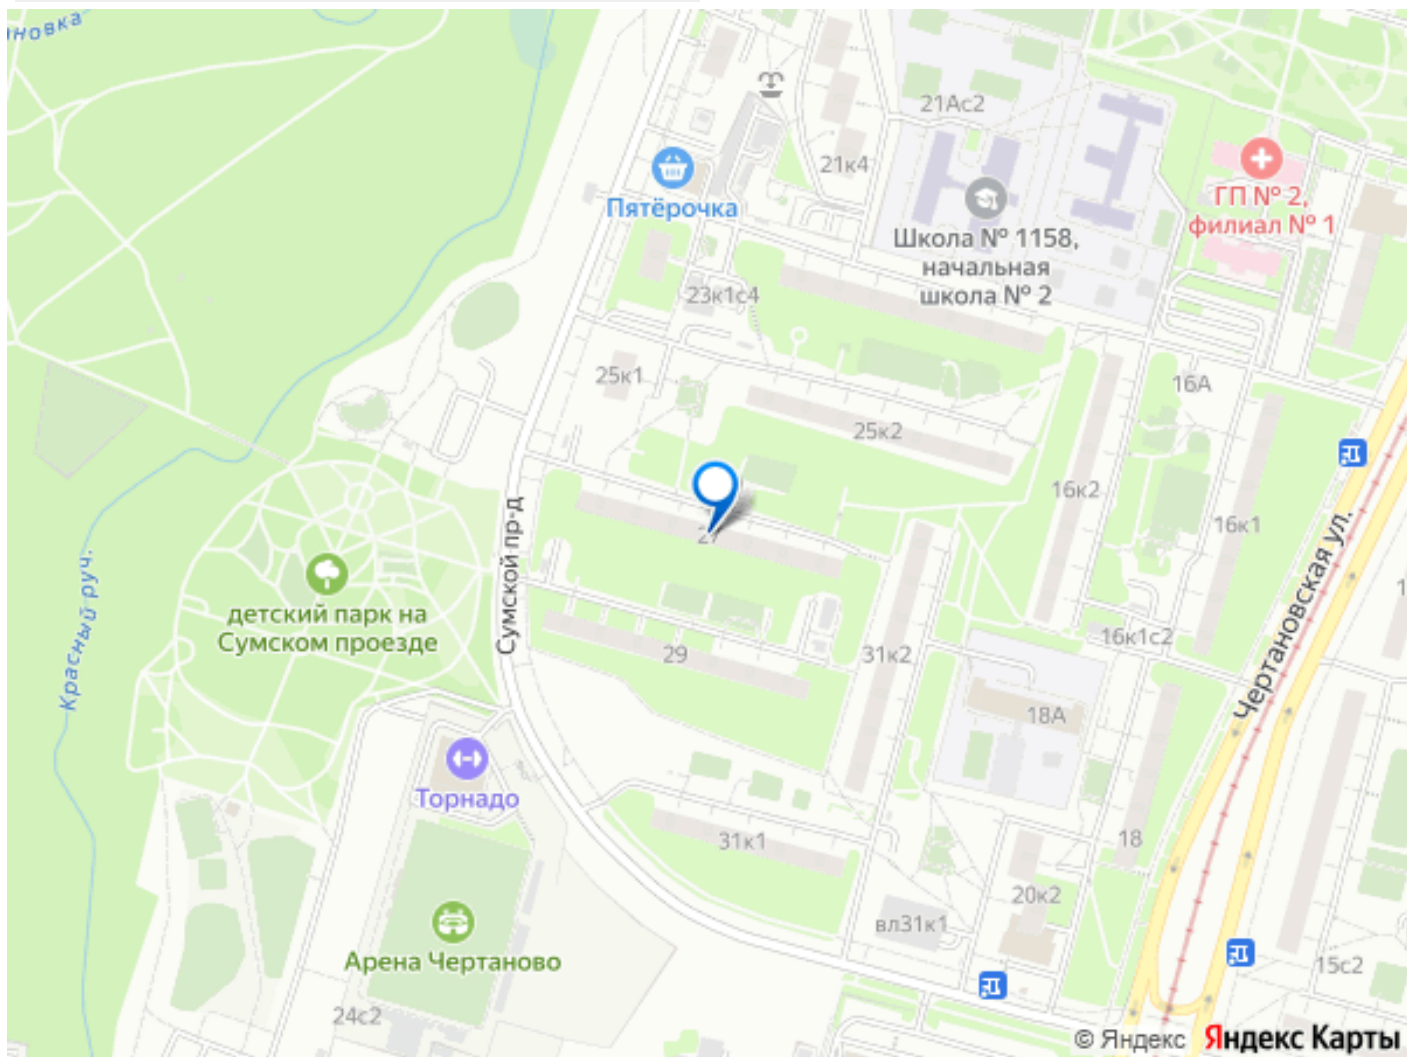 21Ас2
21к4
ГП № 2,
филиал № 1
Пятёрочка
Школа № 1158,
начальная
школа № 2
23к1с4
25к1
16А
25к2
16к2
16к1
Сумской пр-д
27
Чертановская ул.
Красный руч.
детский парк на
Сумском проезде
29
31к2
16к1с2
18А
Торнадо
31к1
18
20к2
вл31к1
Арена Чертаново
15с2
24с2
© Яндекс Яндекс Карты